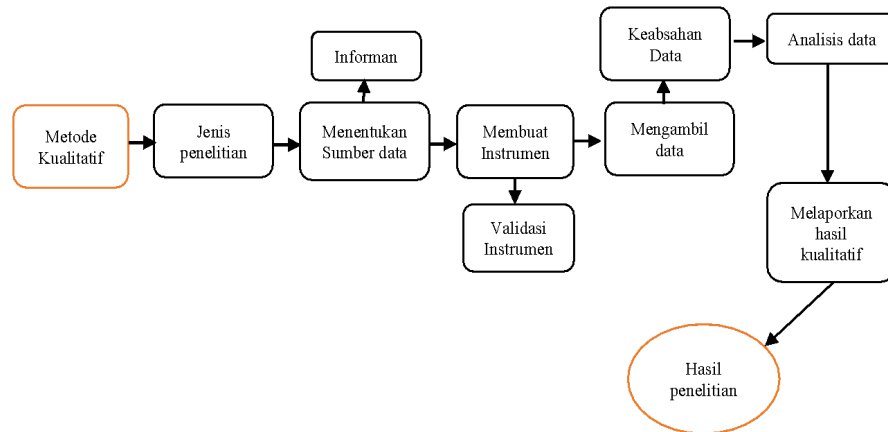 Metode
Kualitatif
Jenis
penelitian
Menentukan
Sumber data
Informan
Membuat
Instrumen
Validasi
Instrumen
Mengambil
data
Keabsahan
Data
Analisis data
Melaporkan
hasil
kualitatif
Hasil
penelitian